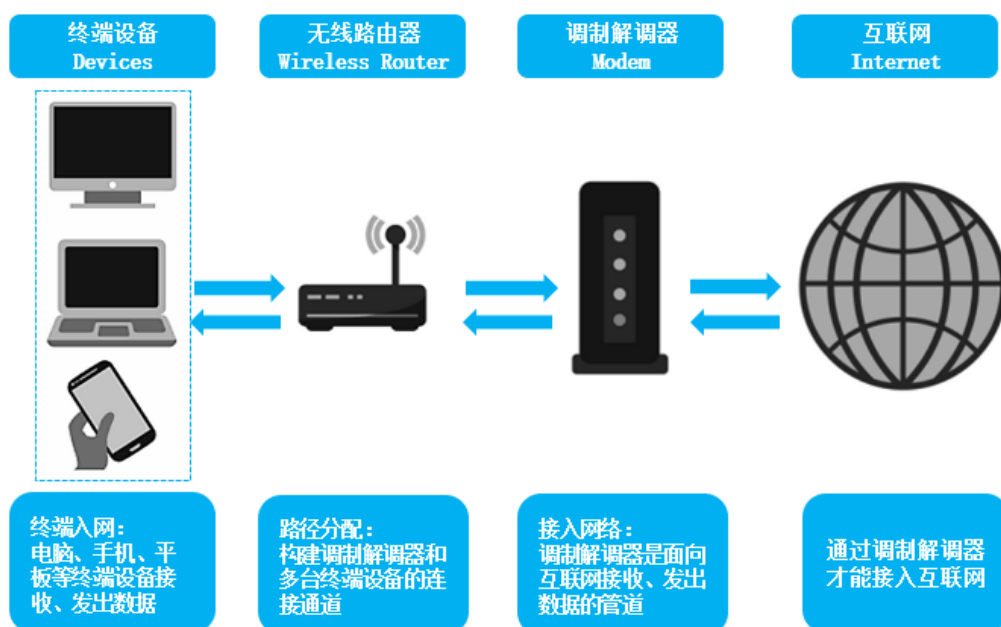 终端设备
Devices
无线路由器
Wireless Router
调制解调器
Modem
互联网
Internet
终端入网：
电脑、手机、平
板等终端设备接
收、发出数据
路径分配：
构建调制解调器和
多台终端设备的连
接通道
接入网络：
调制解调器是面向
互联网接收、发出
数据的管道
通过调制解调器
才能接入互联网